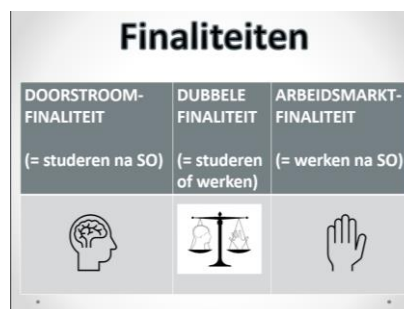 Finaliteiten
DOORSTROOM-
FINALITEIT
(= studeren na SO)
DUBBELE
FINALITEIT
(= studeren
of werken)
ARBEIDSMARKT-
FINALITEIT
(= werken na SO)